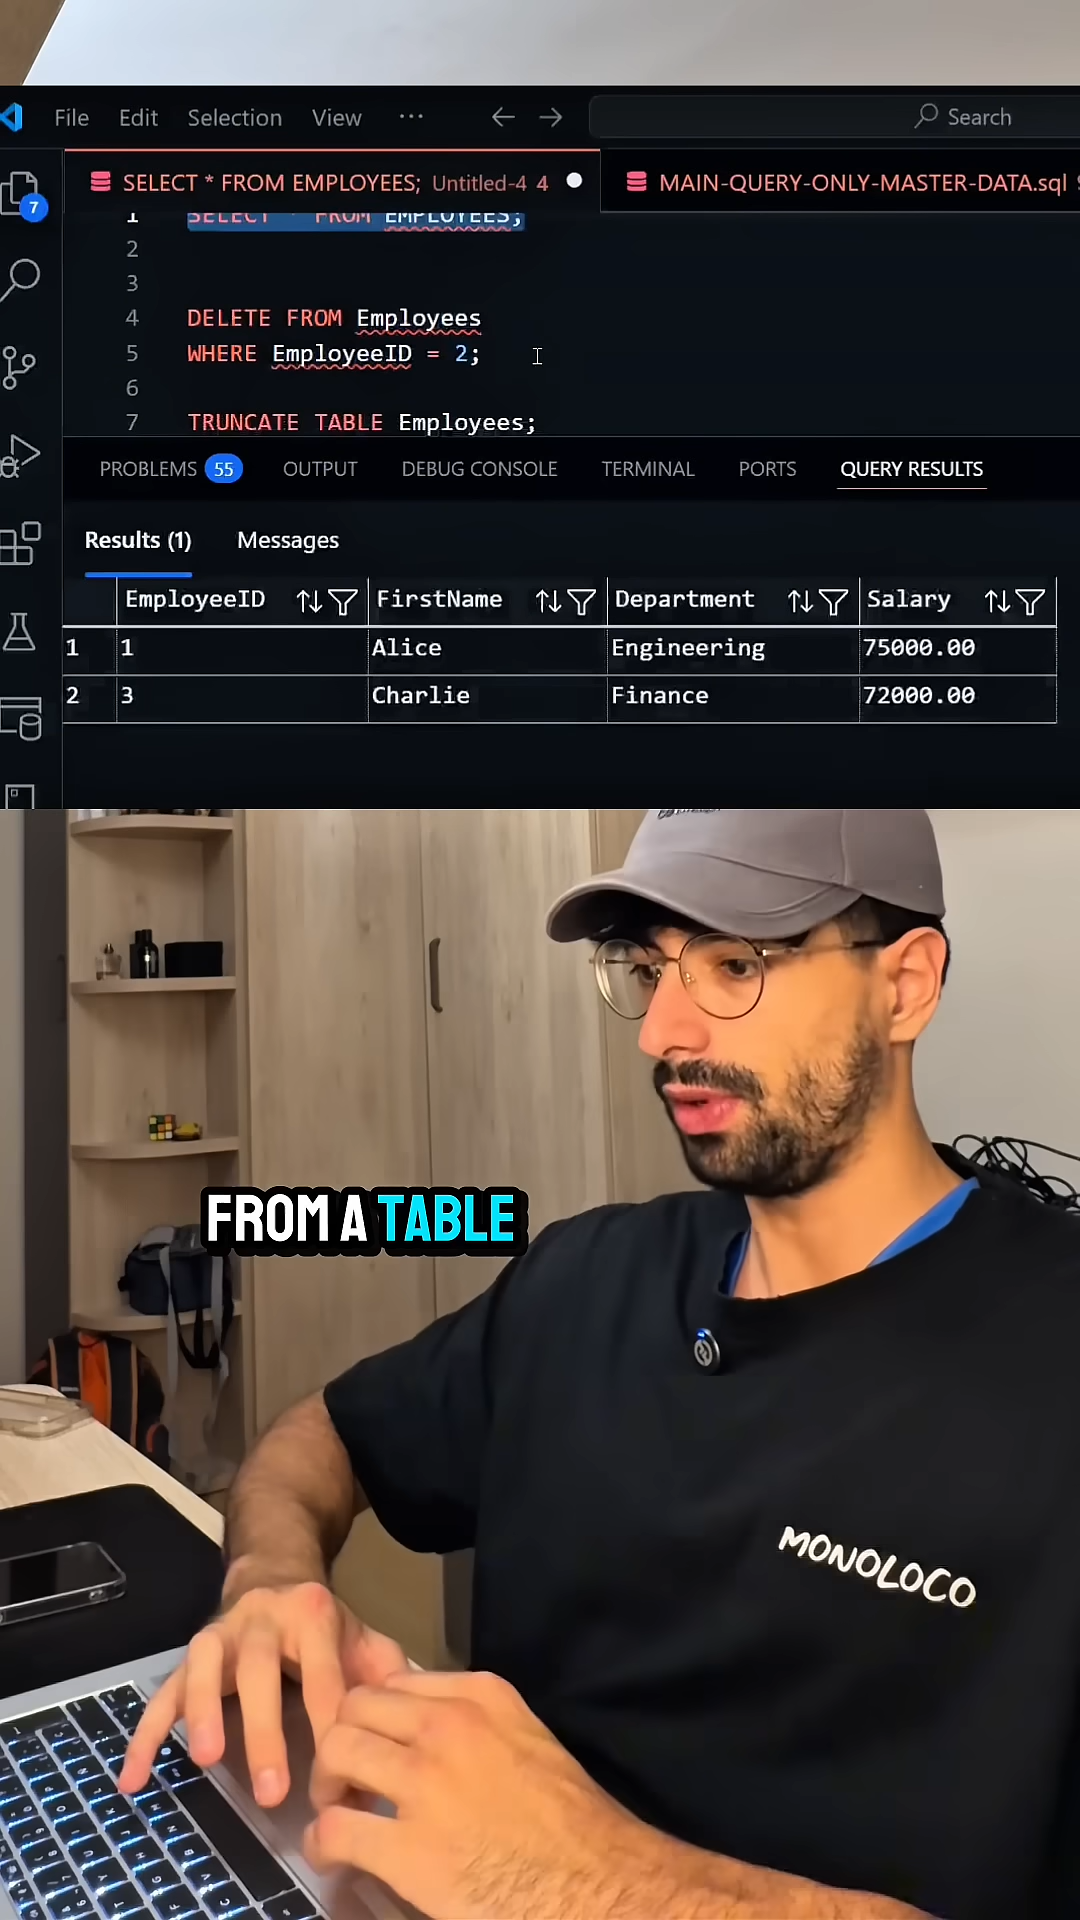 File Edit Selection View ... Search
7
SELECT * FROM EMPLOYEES; Untitled-4 4 MAIN-QUERY-ONLY-MASTER-DATA.sql
1 SELECT * FROM EMPLOYEES;
2
3
4 DELETE FROM Employees
5 WHERE EmployeeID = 2;
6
7 TRUNCATE TABLE Employees;
PROBLEMS 55 OUTPUT DEBUG CONSOLE TERMINAL PORTS QUERY RESULTS
Results (1) Messages
EmployeeID FirstName Department Salary
1 1 Alice Engineering 75000.00
2 3 Charlie Finance 72000.00
FROM A TABLE
MONOLOCO